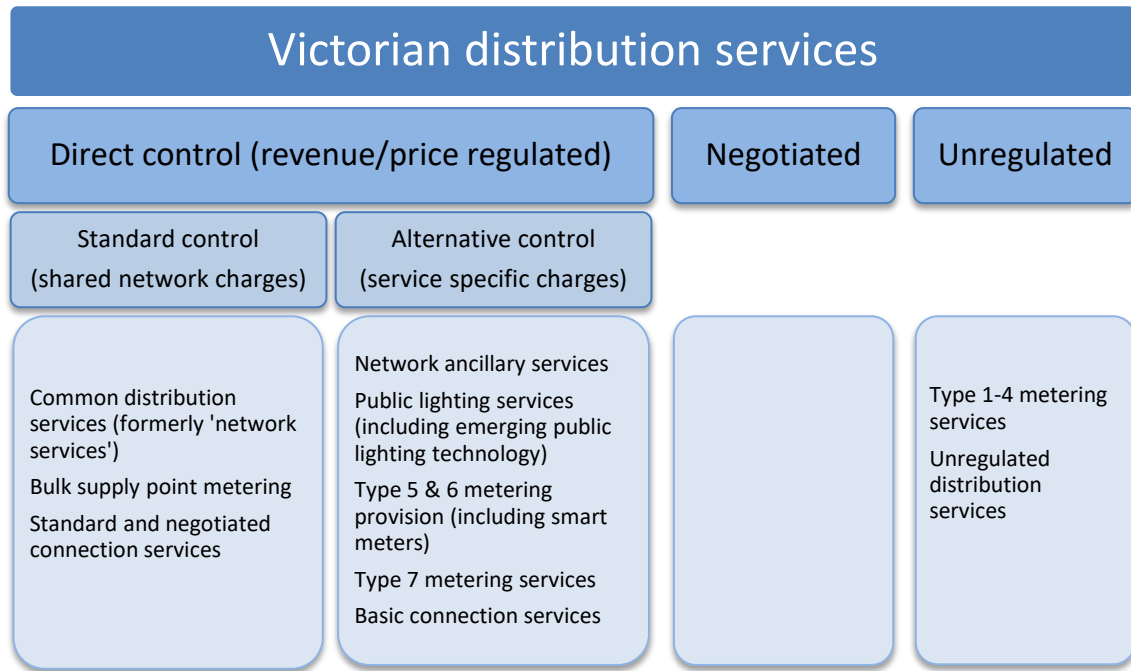 Victorian distribution services
Direct control (revenue/price regulated)
Negotiated
Unregulated
Standard control
(shared network charges)
Alternative control
(service specific charges)
Common distribution
services (formerly 'network
services')
Bulk supply point metering
Standard and negotiated
connection services
Network ancillary services
Public lighting services
(including emerging public
lighting technology)
Type 5 & 6 metering
provision (including smart
meters)
Type 7 metering services
Basic connection services
Type 1-4 metering
services
Unregulated
distribution
services